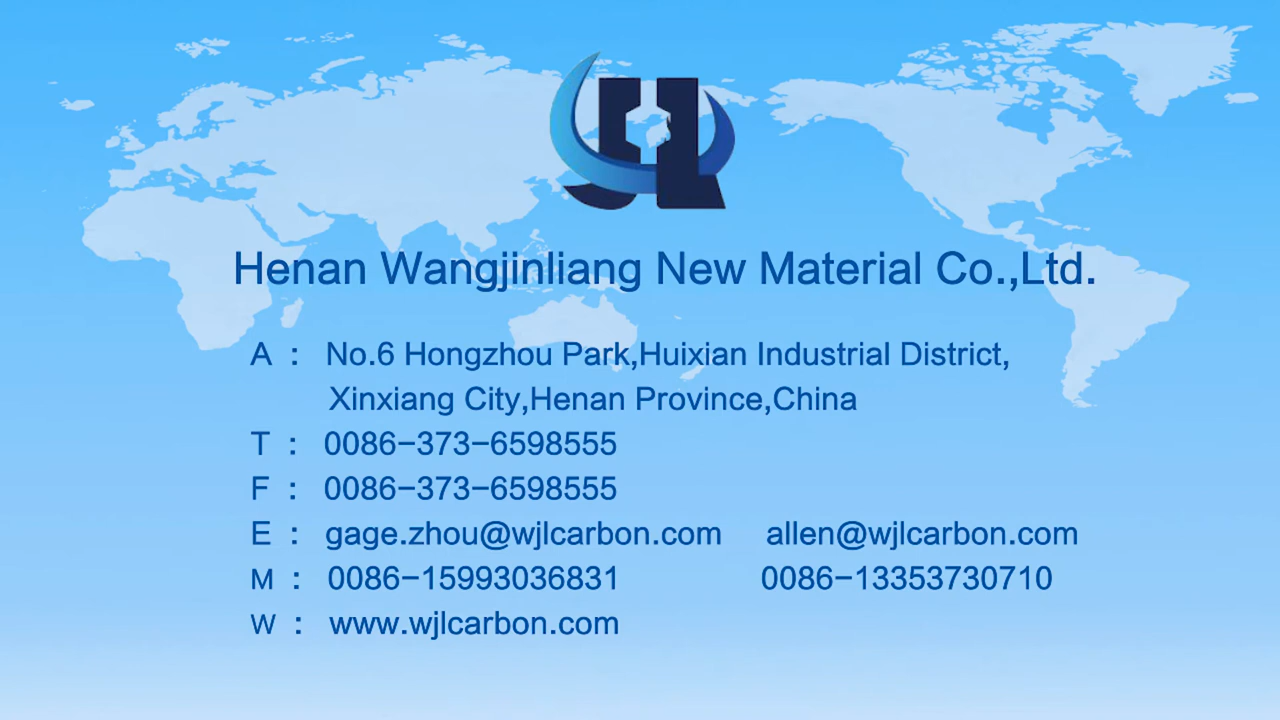 Henan Wangjinliang New Material Co.,Ltd.
A : No.6 Hongzhou Park,Huixian Industrial District,
Xinxiang City,Henan Province,China
T : 0086-373-6598555
F : 0086-373-6598555
E : gage.zhou@wjlcarbon.com allen@wjlcarbon.com
M : 0086-15993036831 0086-13353730710
W : www.wjlcarbon.com